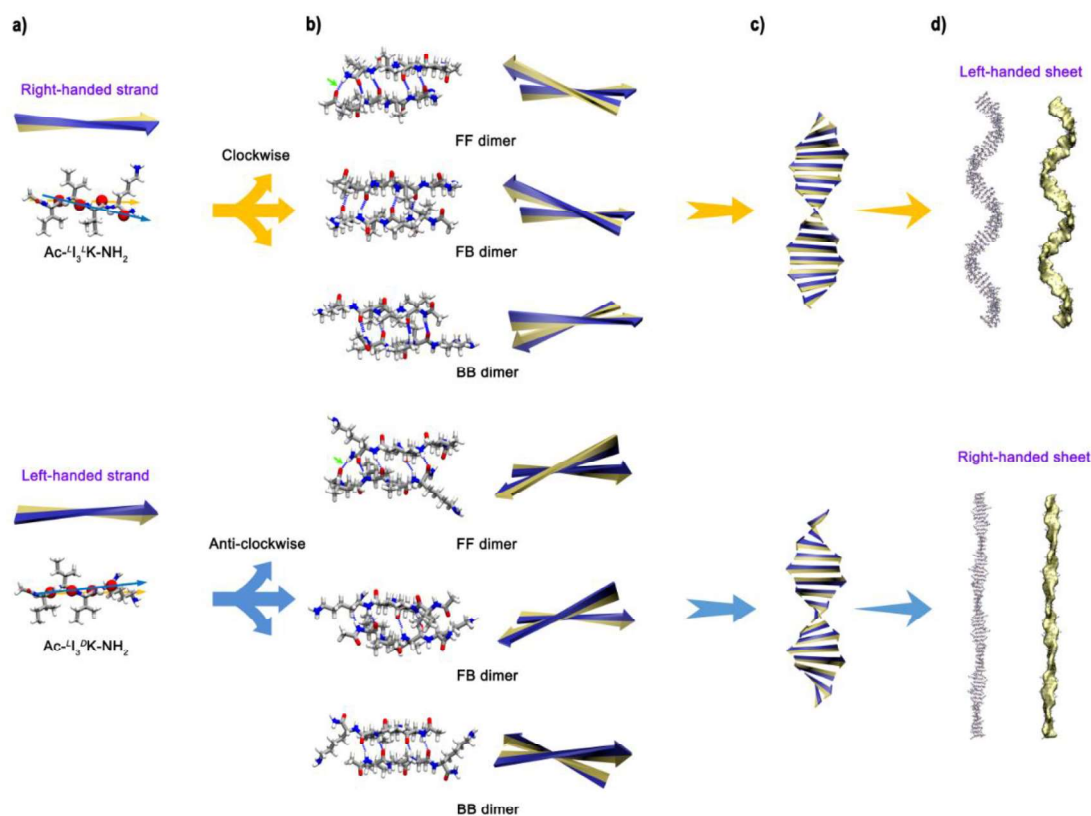 a)
b)
c)
d)
Right-handed strand
Ac-ᴸI₃ᴸK-NH₂
Clockwise
FF dimer
FB dimer
BB dimer
Left-handed sheet
Left-handed strand
Ac-ᴸI₃ᴰK-NH₂
Anti-clockwise
FF dimer
FB dimer
BB dimer
Right-handed sheet